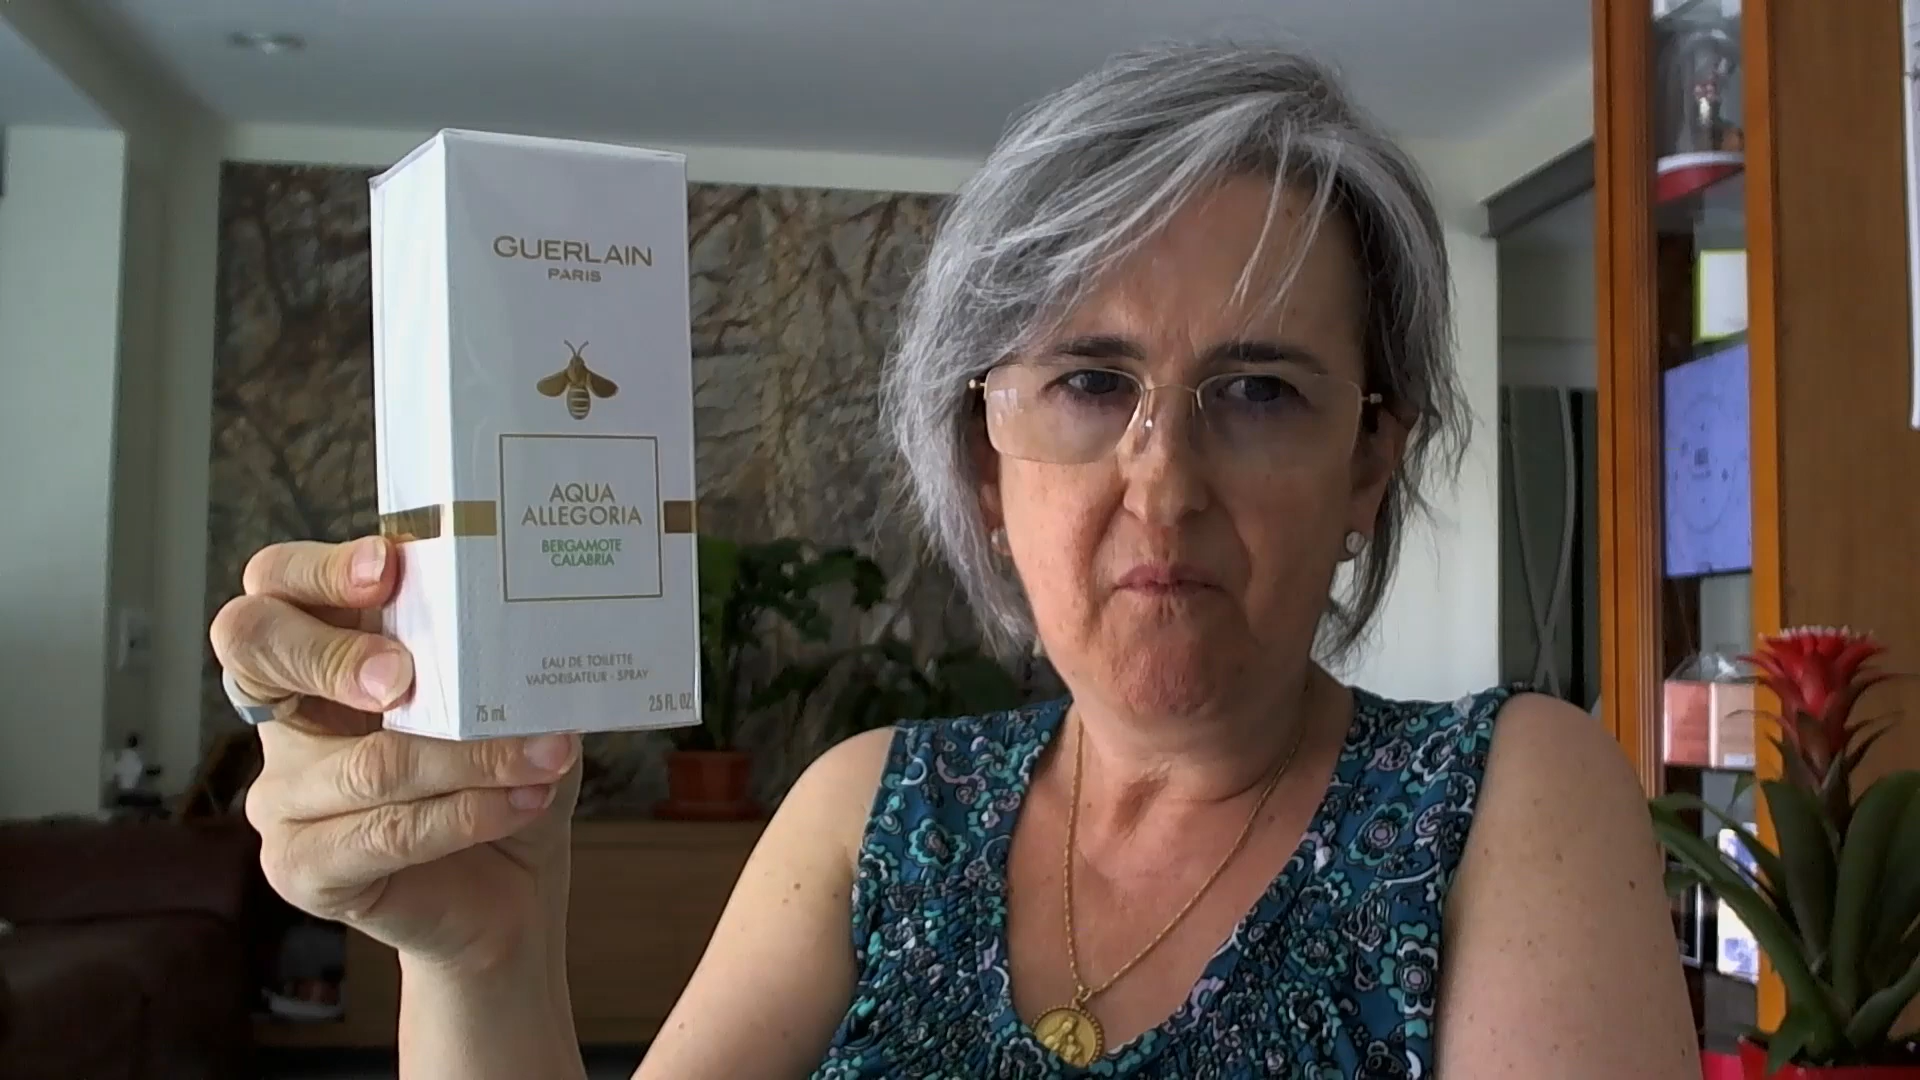 GUERLAIN
PARIS
AQUA
ALLEGORIA
BERGAMOTE
CALABRIA
EAU DE TOILETTE
VAPORISATEUR - SPRAY
75 ml
2.5 FL. OZ